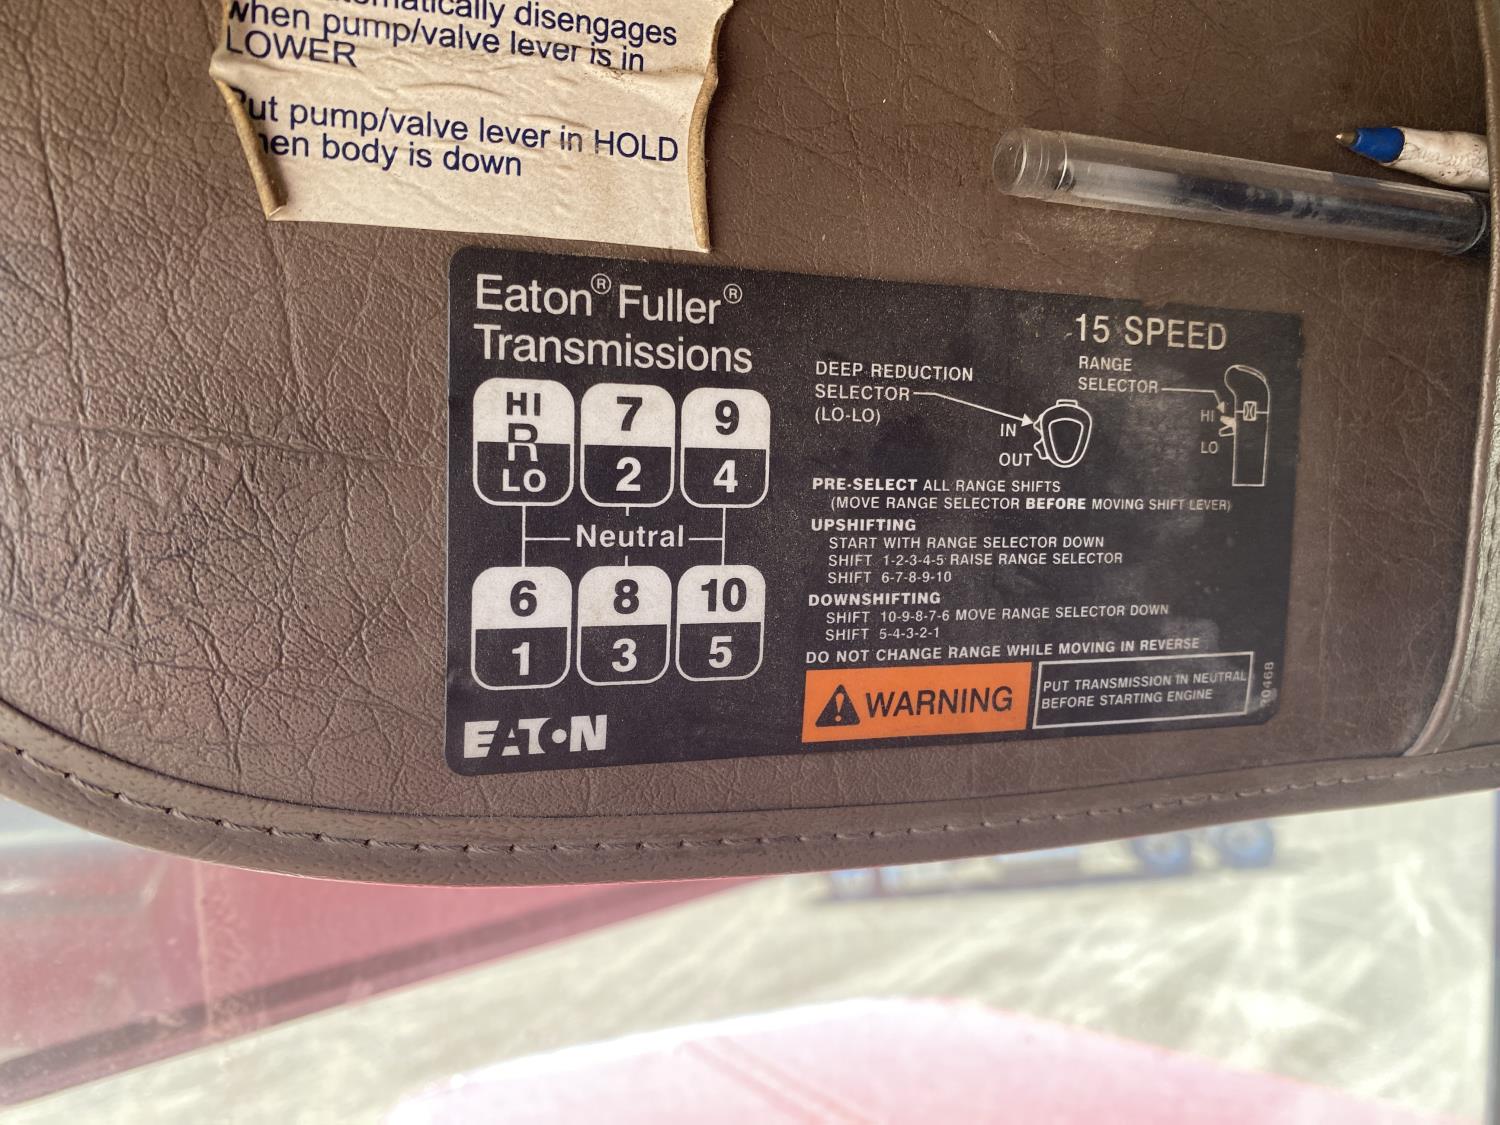 disengages
when pump/valve lever is in
LOWER
pump/valve lever in HOLD
body is down
Eaton® Fuller®
Transmissions
HI
R
LO
7
2
9
4
Neutral
6
1
8
3
10
5
EATON
15 SPEED
DEEP REDUCTION
SELECTOR
(LO-LO)
IN
OUT
RANGE
SELECTOR
HI
LO
PRE-SELECT ALL RANGE SHIFTS
(MOVE RANGE SELECTOR BEFORE MOVING SHIFT LEVER)
UPSHIFTING
START WITH RANGE SELECTOR DOWN
SHIFT 1-2-3-4-5 RAISE RANGE SELECTOR
SHIFT 6-7-8-9-10
DOWNSHIFTING
SHIFT 10-9-8-7-6 MOVE RANGE SELECTOR DOWN
SHIFT 5-4-3-2-1
DO NOT CHANGE RANGE WHILE MOVING IN REVERSE
WARNING
PUT TRANSMISSION IN NEUTRAL
BEFORE STARTING ENGINE